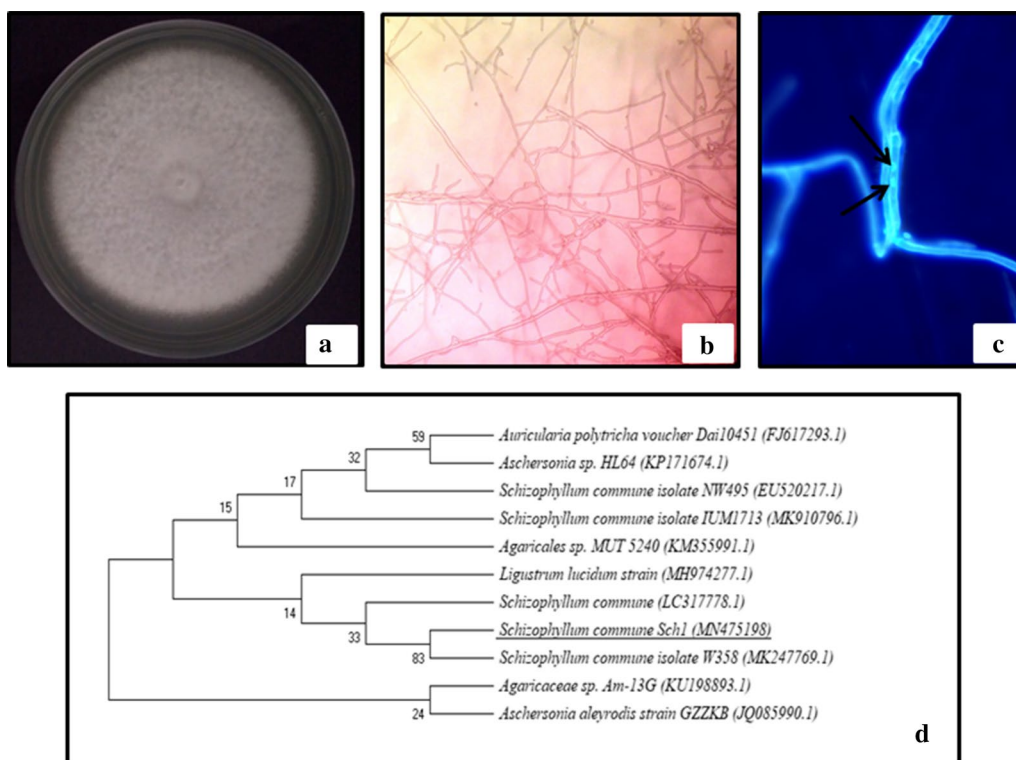 a
b
c
59
Auricularia polytricha voucher Dai10451 (FJ617293.1)
32
Aschersonia sp. HL64 (KP171674.1)
17
Schizophyllum commune isolate NW495 (EU520217.1)
15
Schizophyllum commune isolate IUM1713 (MK910796.1)
Agaricales sp. MUT 5240 (KM355991.1)
Ligustrum lucidum strain (MH974277.1)
14
Schizophyllum commune (LC317778.1)
33
Schizophyllum commune Sch1 (MN475198)
83
Schizophyllum commune isolate W358 (MK247769.1)
Agaricaceae sp. Am-13G (KU198893.1)
24
Aschersonia aleyrodis strain GZZKB (JQ085990.1)
d